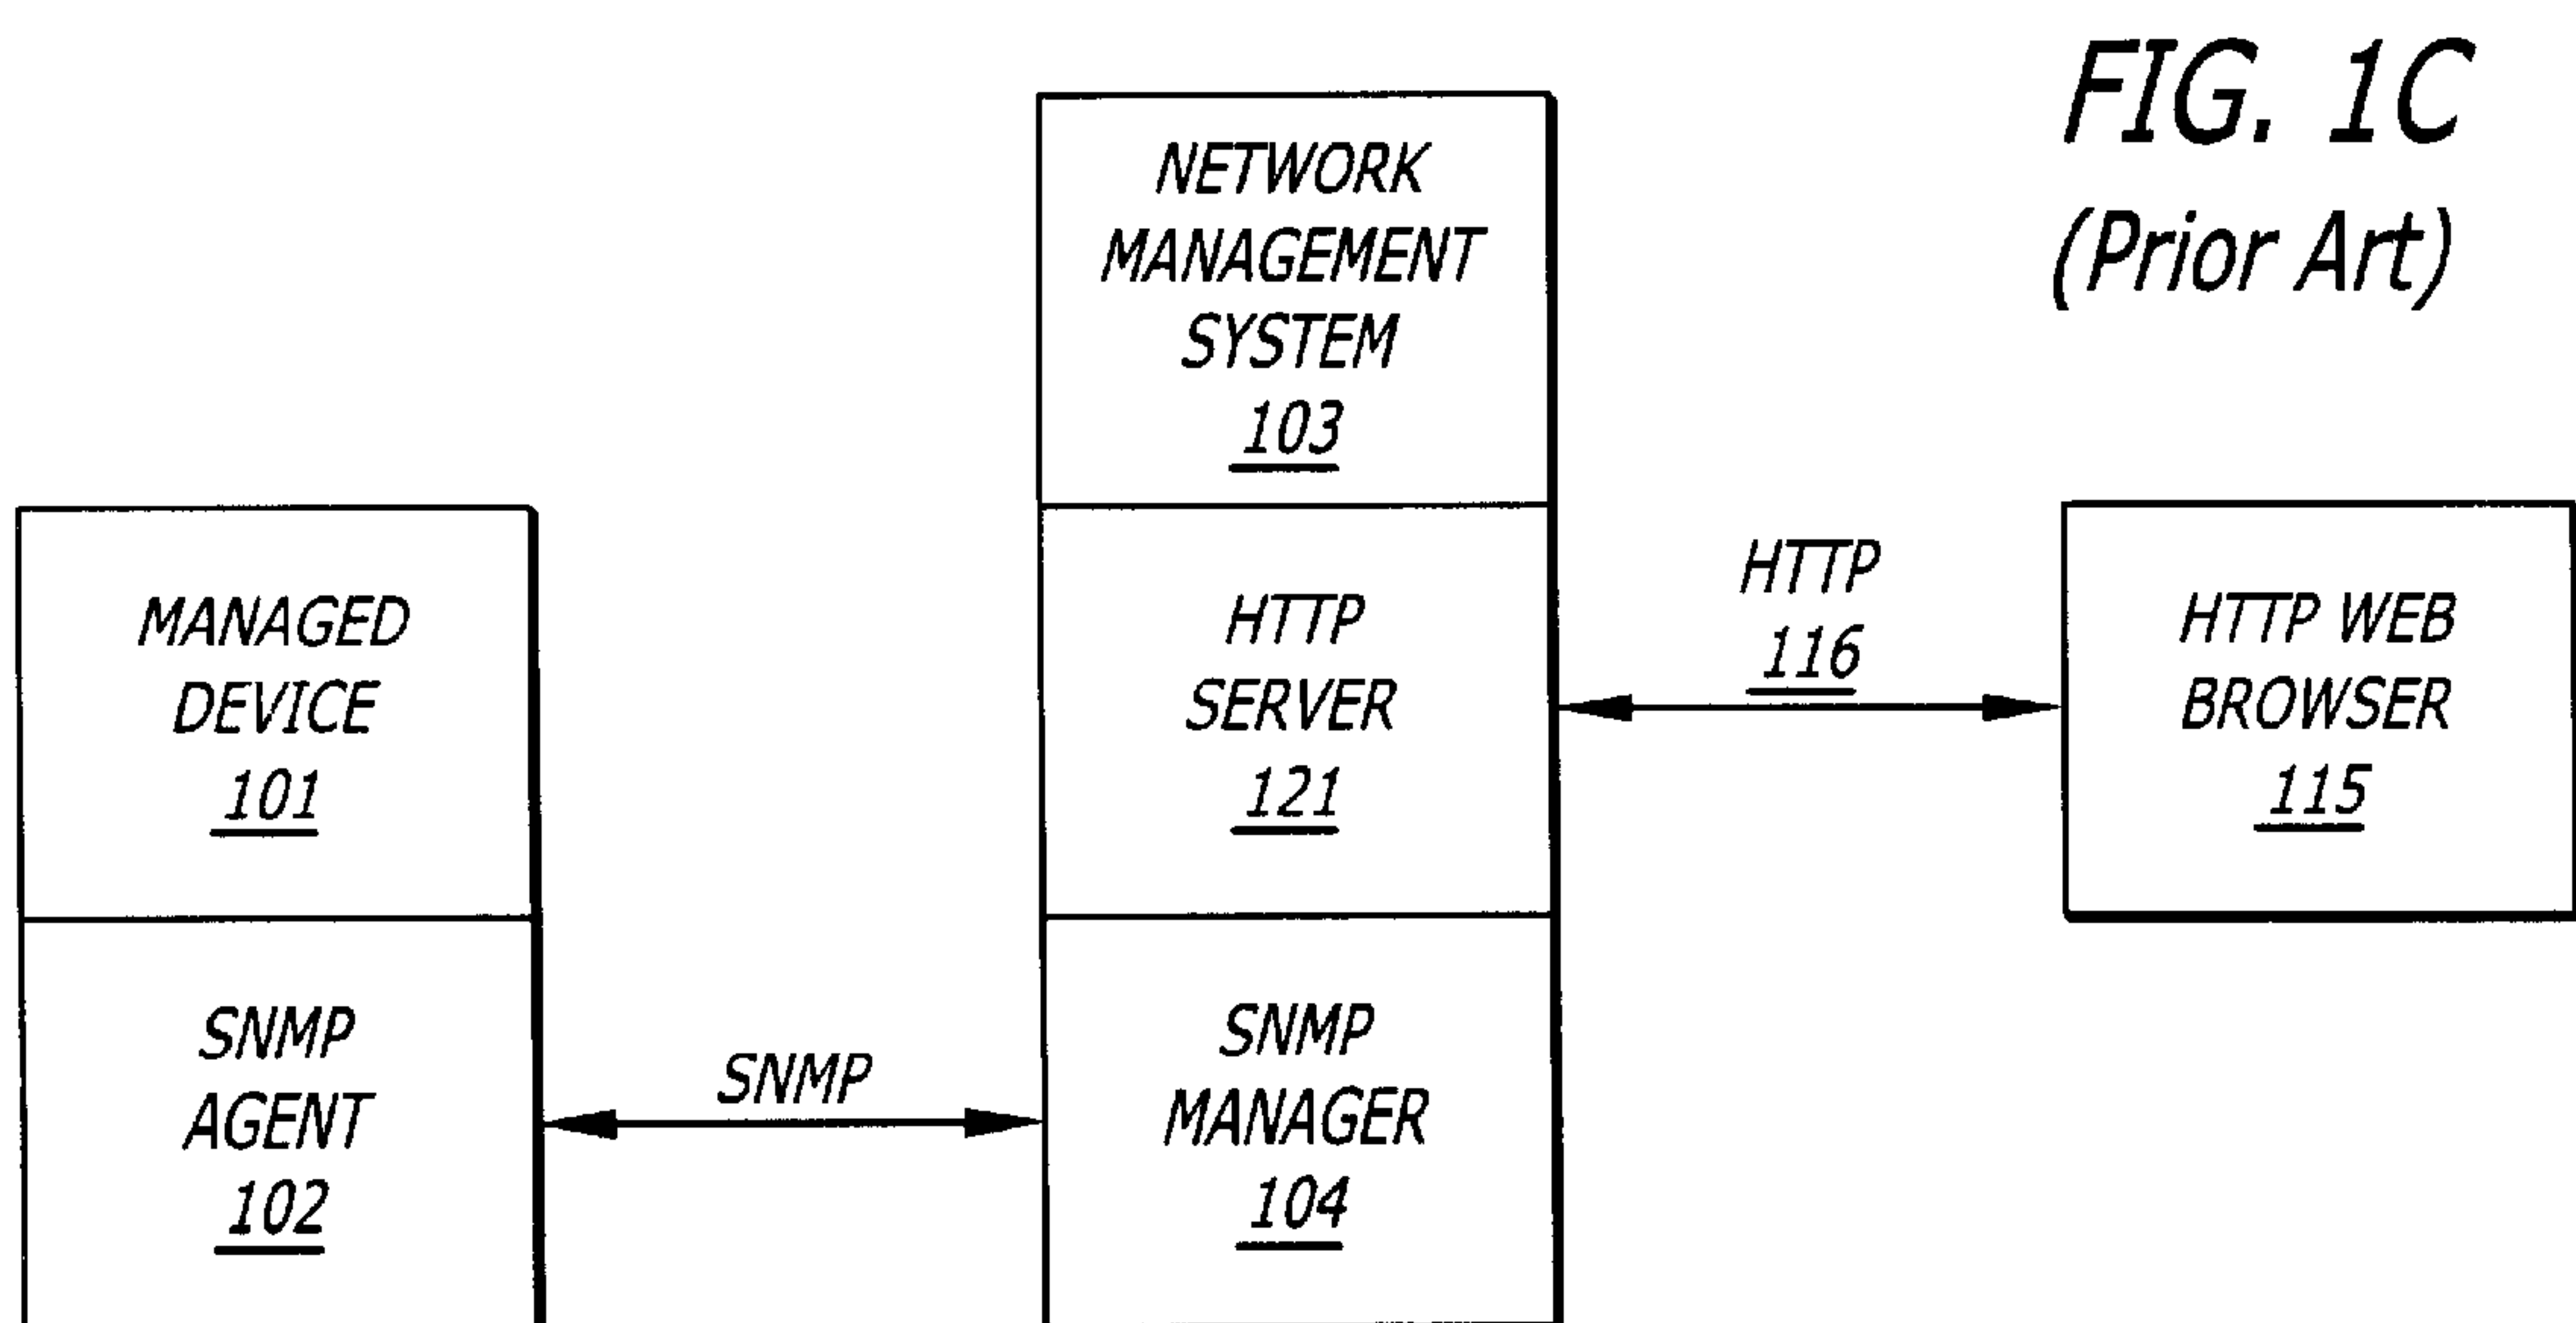 FIG. 1C
(Prior Art)
NETWORK
MANAGEMENT
SYSTEM
103
MANAGED
DEVICE
101
HTTP
SERVER
121
HTTP
116
HTTP WEB
BROWSER
115
SNMP
AGENT
102
SNMP
SNMP
MANAGER
104